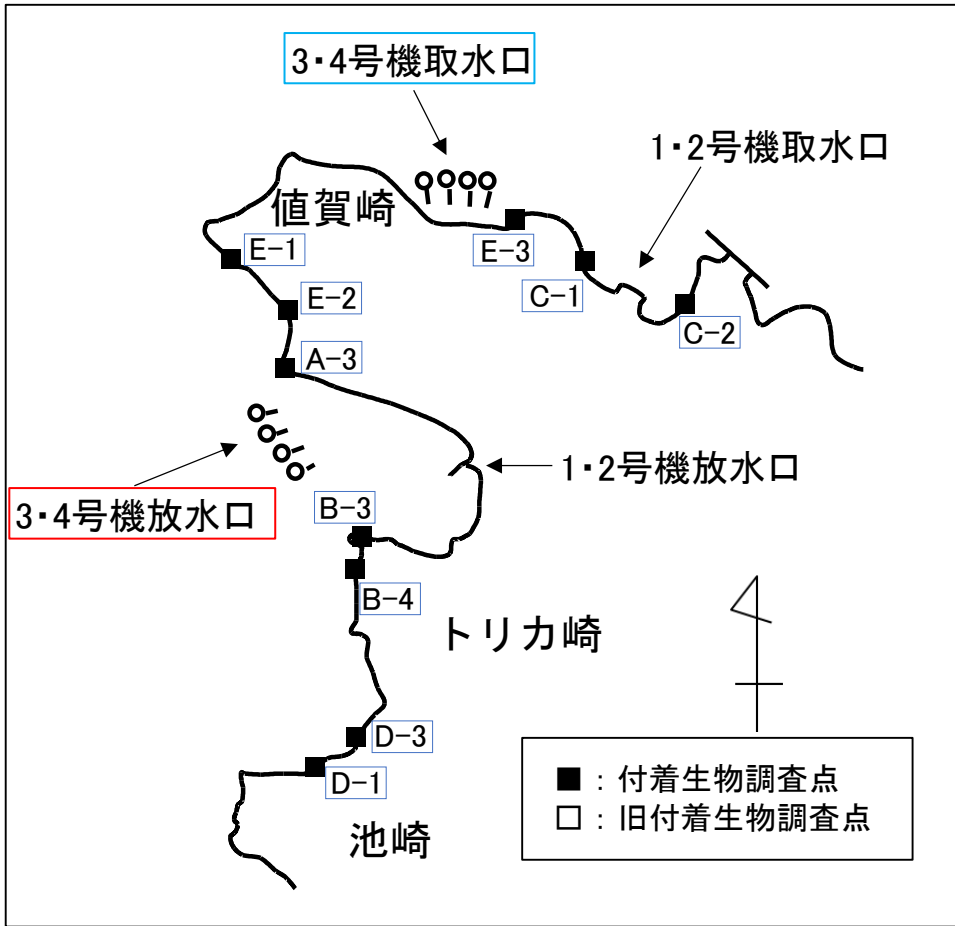 3・4号機取水口
1・2号機取水口
値賀崎
E-3
E-1
C-1
E-2
C-2
A-3
1・2号機放水口
3・4号機放水口
B-3
B-4
トリカ崎
D-3
D-1
池崎
■：付着生物調査点
□：旧付着生物調査点